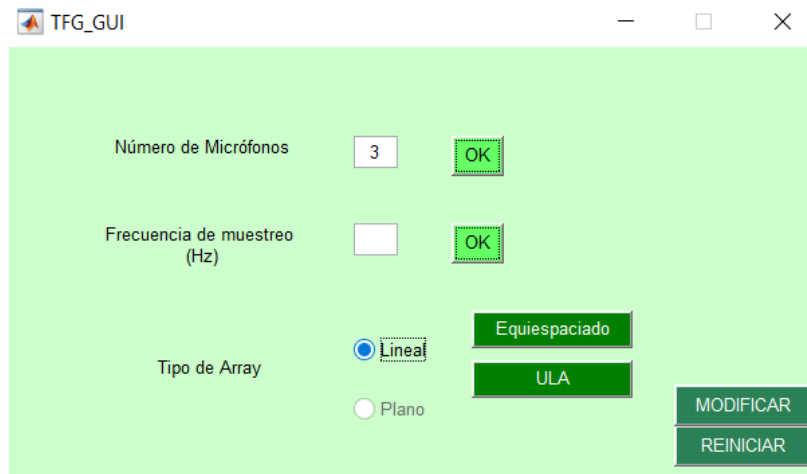 TFG_GUI
Número de Micrófonos
3
OK
Frecuencia de muestreo
(Hz)
OK
Tipo de Array
Lineal
Plano
Equiespaciado
ULA
MODIFICAR
REINICIAR